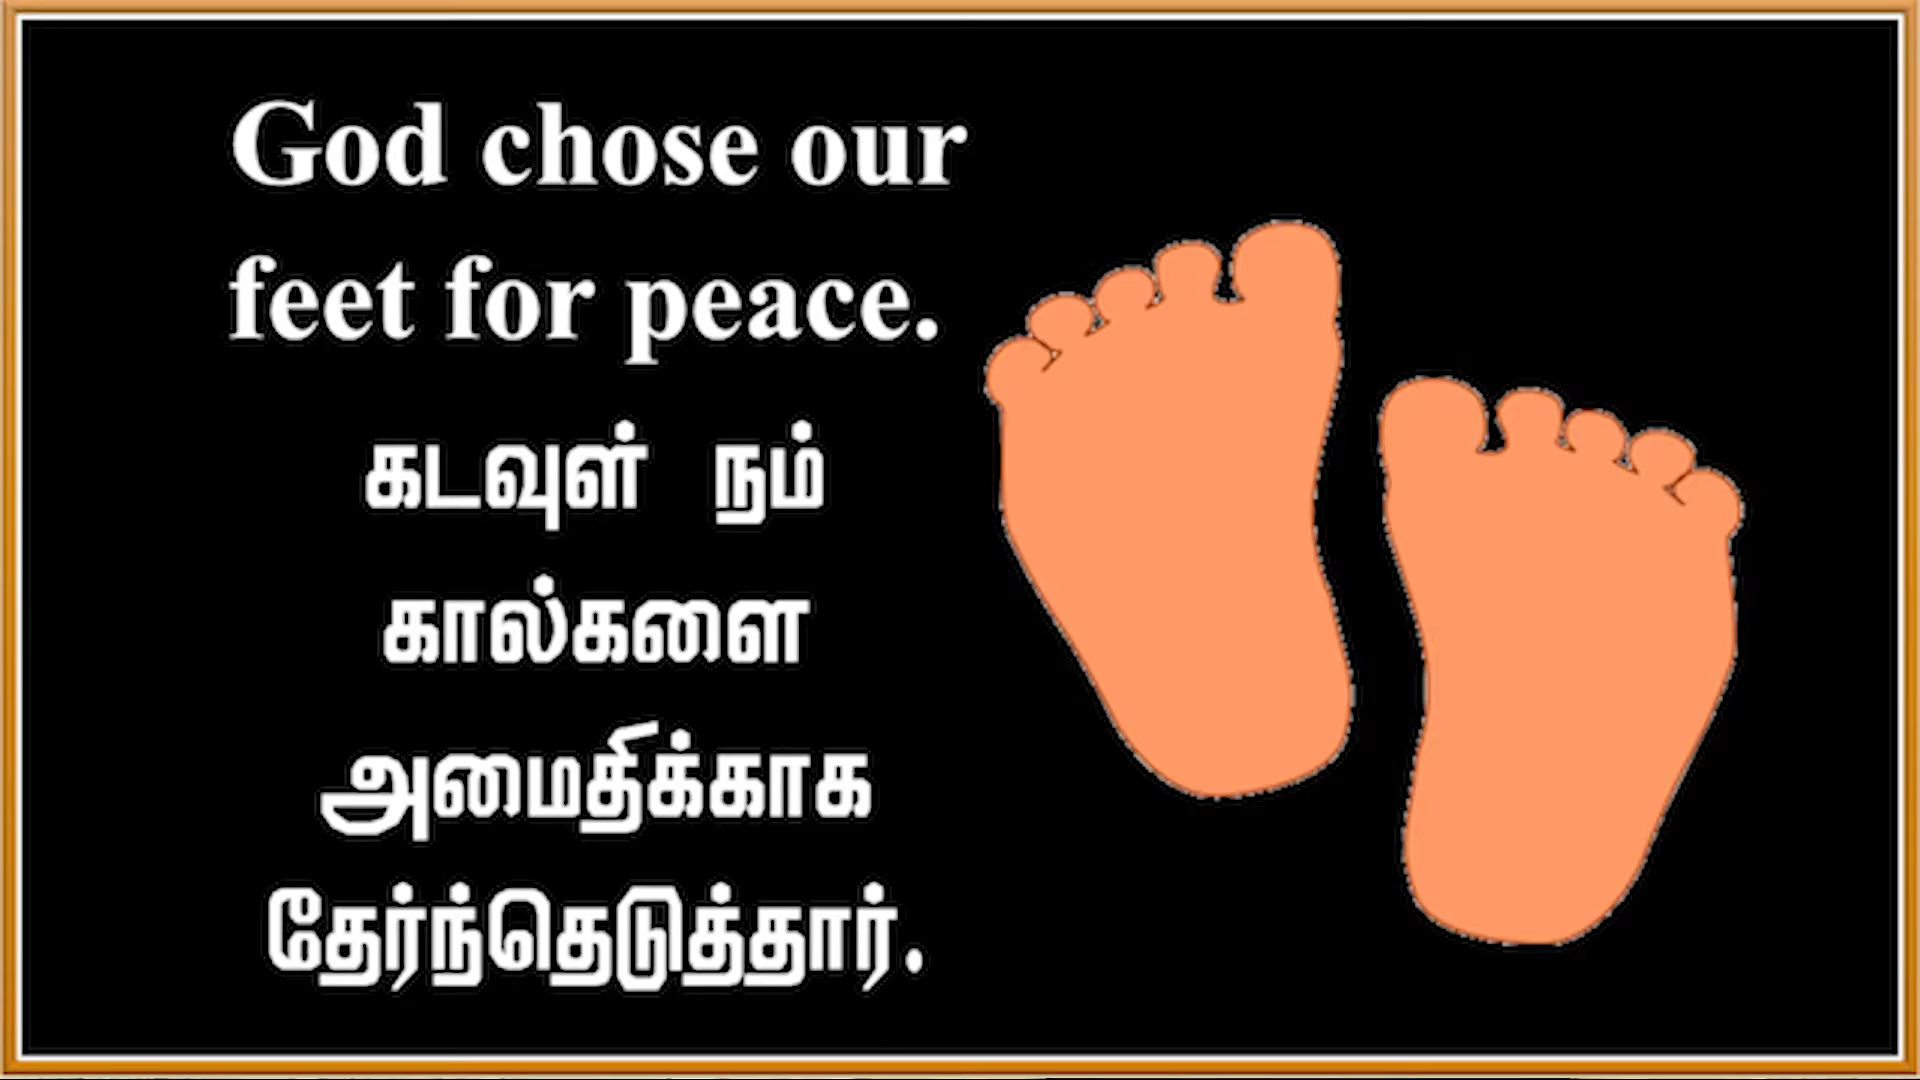 God chose our
feet for peace.
கடவுள் நம்
கால்களை
அமைதிக்காக
தேர்ந்தெடுத்தார்.